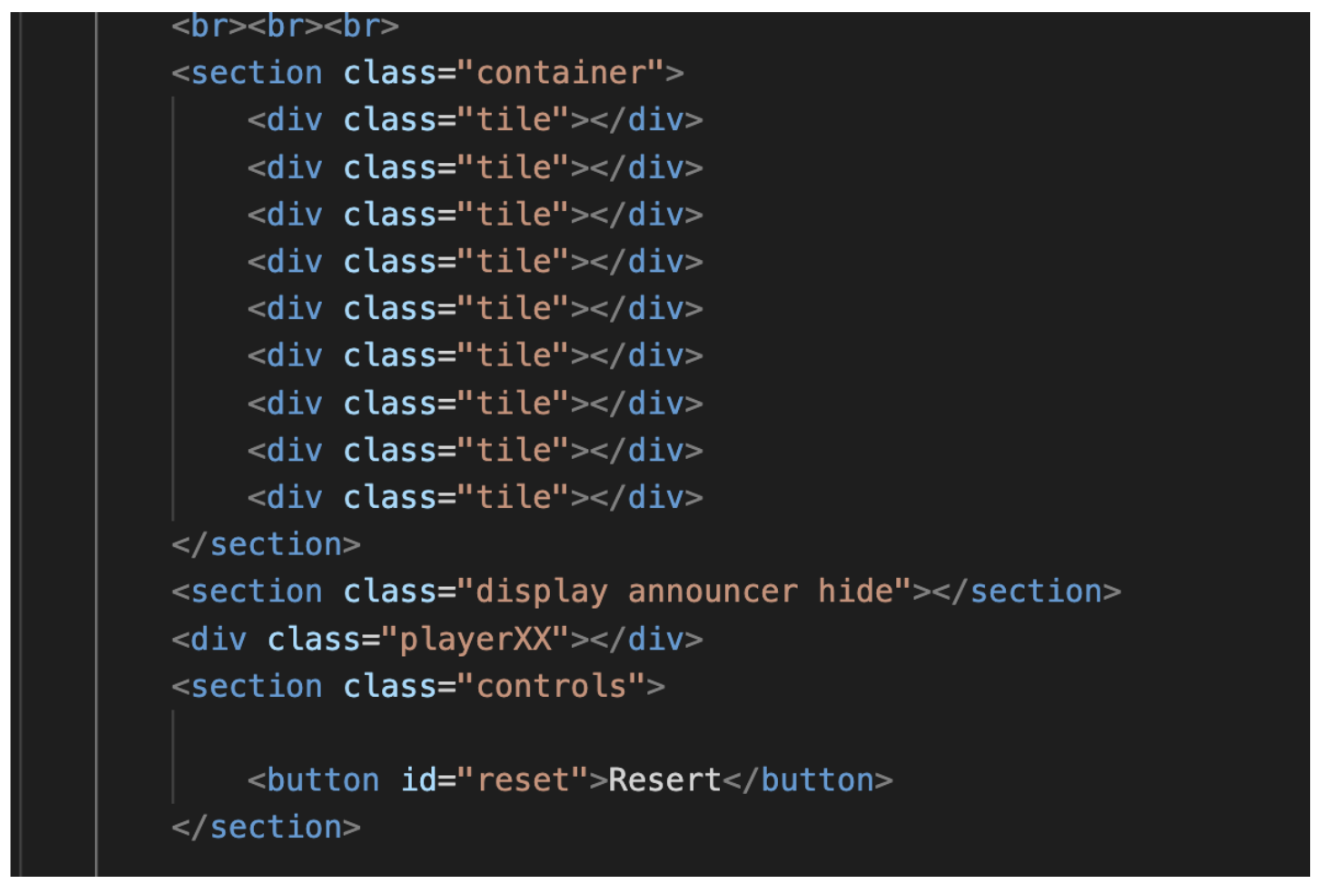 <br><br><br>
<section class="container">
<div class="tile"></div>
<div class="tile"></div>
<div class="tile"></div>
<div class="tile"></div>
<div class="tile"></div>
<div class="tile"></div>
<div class="tile"></div>
<div class="tile"></div>
<div class="tile"></div>
</section>
<section class="display announcer hide"></section>
<div class="playerXX"></div>
<section class="controls">
<button id="reset">Resert</button>
</section>